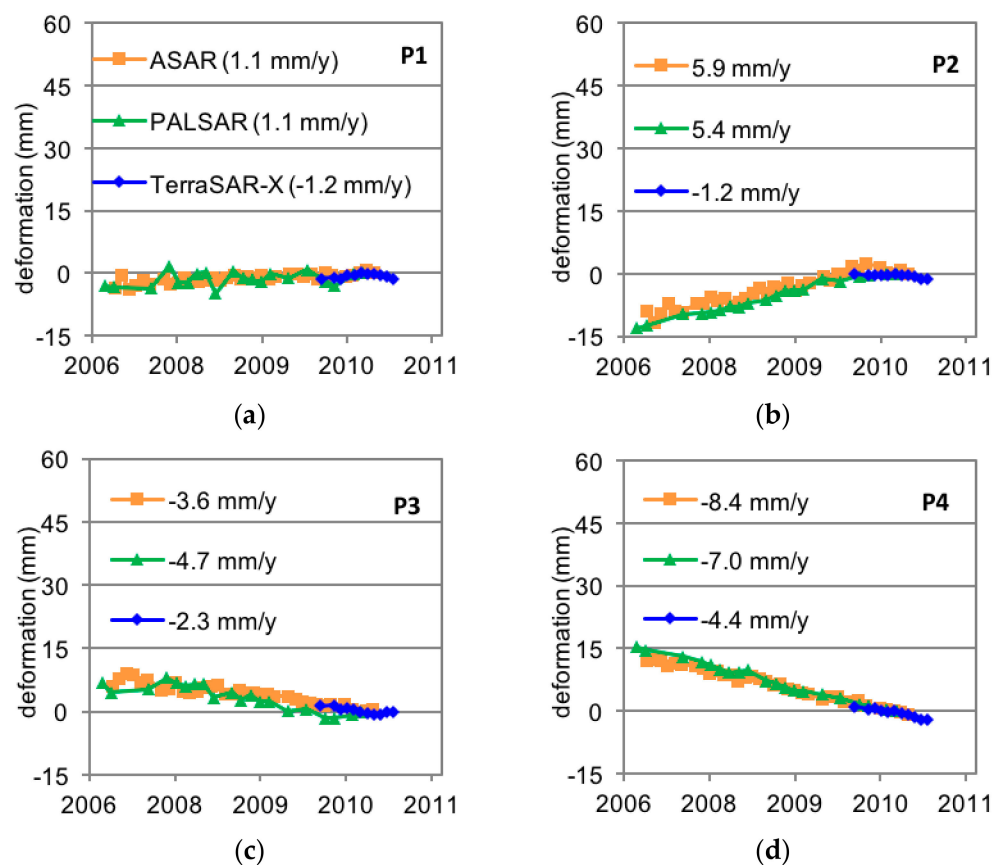 60
45
30
15
0
-15
deformation (mm)
ASAR (1.1 mm/y)
PALSAR (1.1 mm/y)
TerraSAR-X (-1.2 mm/y)
P1
2006 2008 2009 2010 2011
(a)
60
45
30
15
0
-15
deformation (mm)
5.9 mm/y
5.4 mm/y
-1.2 mm/y
P2
2006 2008 2009 2010 2011
(b)
60
45
30
15
0
-15
deformation (mm)
-3.6 mm/y
-4.7 mm/y
-2.3 mm/y
P3
2006 2008 2009 2010 2011
(c)
60
45
30
15
0
-15
deformation (mm)
-8.4 mm/y
-7.0 mm/y
-4.4 mm/y
P4
2006 2008 2009 2010 2011
(d)